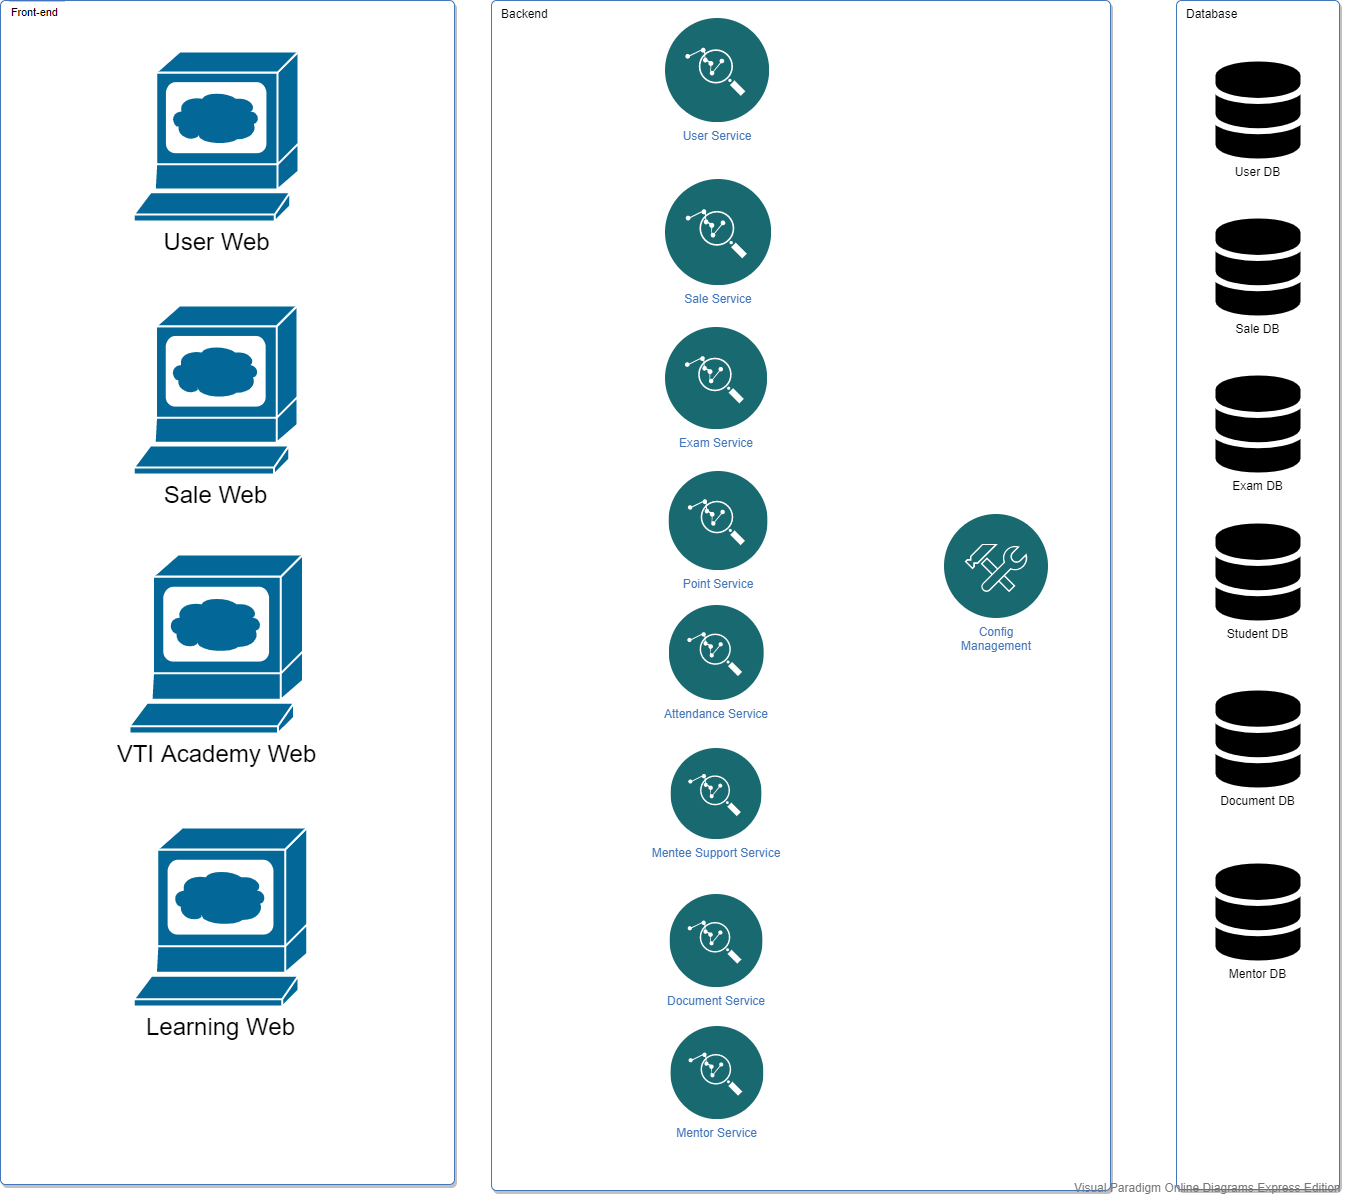 Front-end
User Web
Sale Web
VTI Academy Web
Learning Web
Backend
User Service
Sale Service
Exam Service
Point Service
Attendance Service
Mentee Support Service
Document Service
Mentor Service
Config
Management
Database
User DB
Sale DB
Exam DB
Student DB
Document DB
Mentor DB
Visual Paradigm Online Diagrams Express Edition